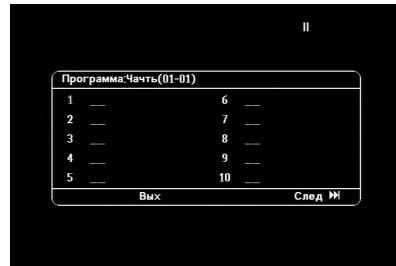 II
Программа:Чачть(01-01)
1 __ 6 __
2 __ 7 __
3 __ 8 __
4 __ 9 __
5 __ 10 __
Вых След ⏭